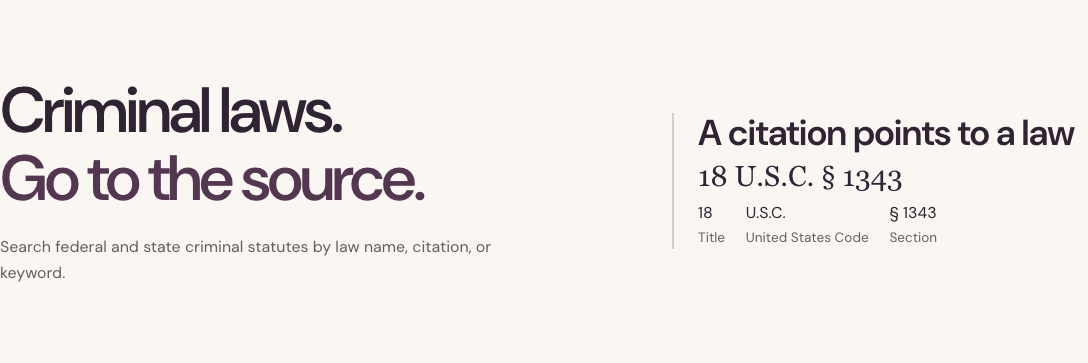 Criminal laws.
Go to the source.
Search federal and state criminal statutes by law name, citation, or
keyword.
A citation points to a law
18 U.S.C. § 1343
18 U.S.C. § 1343
Title United States Code Section